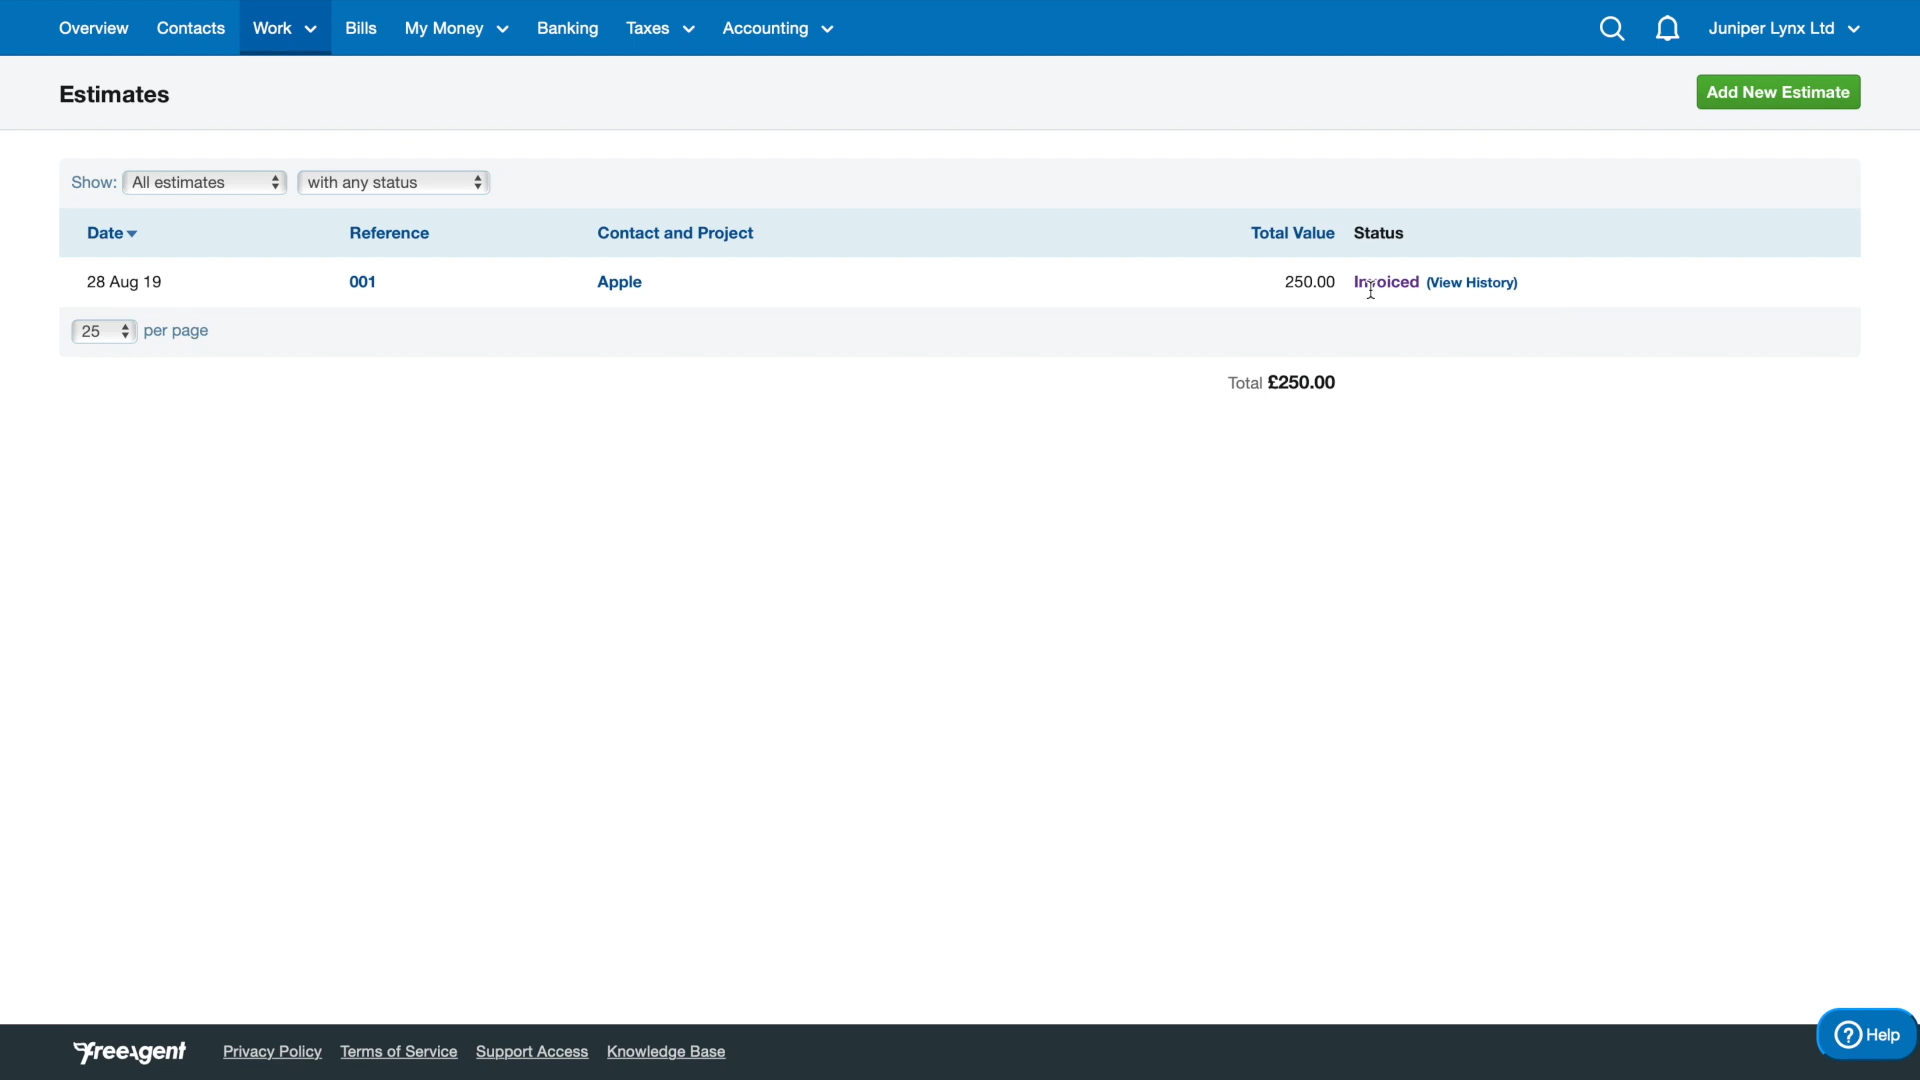 Overview Contacts Work Bills My Money Banking Taxes Accounting Juniper Lynx Ltd
Estimates Add New Estimate
Show: All estimates with any status
Date Reference Contact and Project Total Value Status
28 Aug 19 001 Apple 250.00 Invoiced (View History)
25 per page
Total £250.00
freeagent Privacy Policy Terms of Service Support Access Knowledge Base
? Help